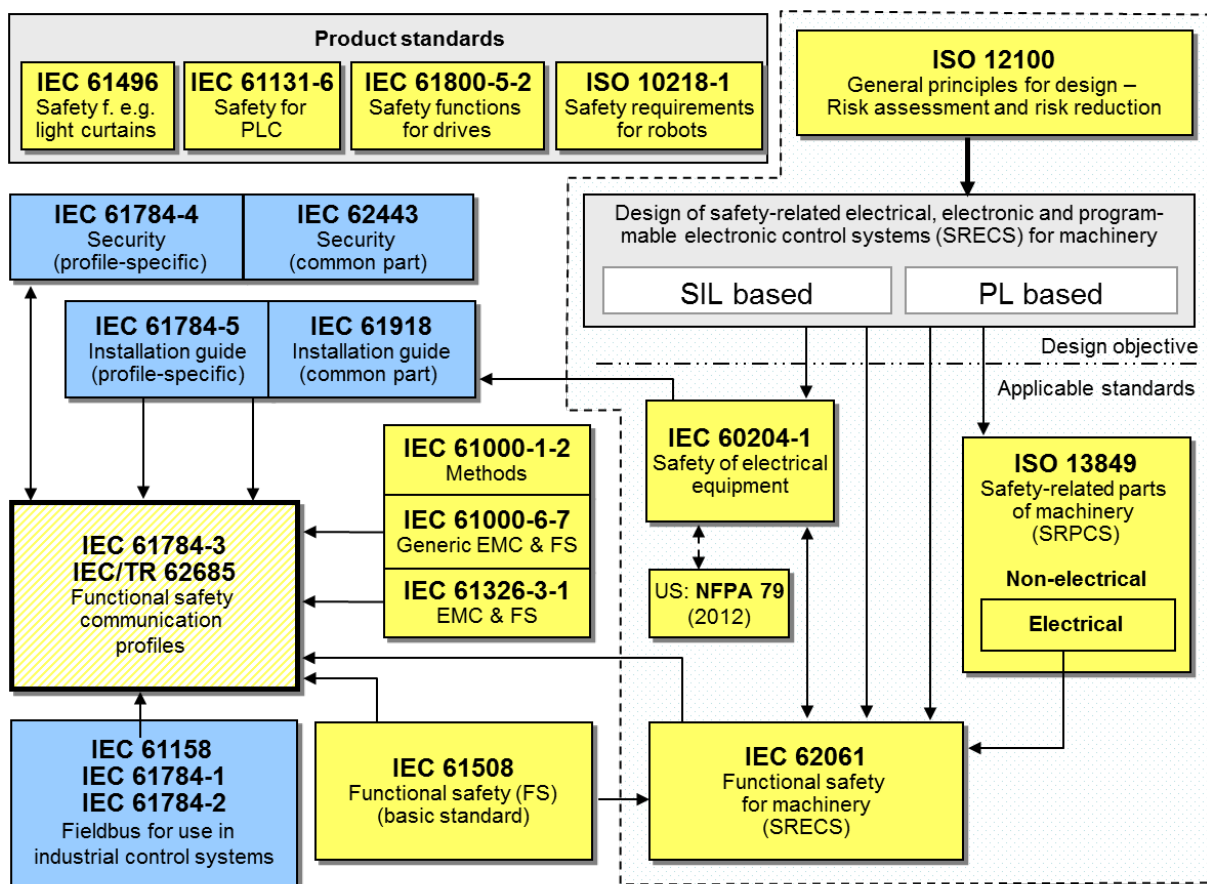 Product standards
IEC 61496
Safety f. e.g.
light curtains
IEC 61131-6
Safety for
PLC
IEC 61800-5-2
Safety functions
for drives
ISO 10218-1
Safety requirements
for robots
ISO 12100
General principles for design –
Risk assessment and risk reduction
IEC 61784-4
Security
(profile-specific)
IEC 62443
Security
(common part)
Design of safety-related electrical, electronic and program-
mable electronic control systems (SRECS) for machinery
SIL based
PL based
IEC 61784-5
Installation guide
(profile-specific)
IEC 61918
Installation guide
(common part)
Design objective
Applicable standards
IEC 60204-1
Safety of electrical
equipment
ISO 13849
Safety-related parts
of machinery
(SRPCS)
Non-electrical
Electrical
IEC 61000-1-2
Methods
IEC 61000-6-7
Generic EMC & FS
IEC 61326-3-1
EMC & FS
US: NFPA 79
(2012)
IEC 61784-3
IEC/TR 62685
Functional safety
communication
profiles
IEC 61158
IEC 61784-1
IEC 61784-2
Fieldbus for use in
industrial control systems
IEC 61508
Functional safety (FS)
(basic standard)
IEC 62061
Functional safety
for machinery
(SRECS)